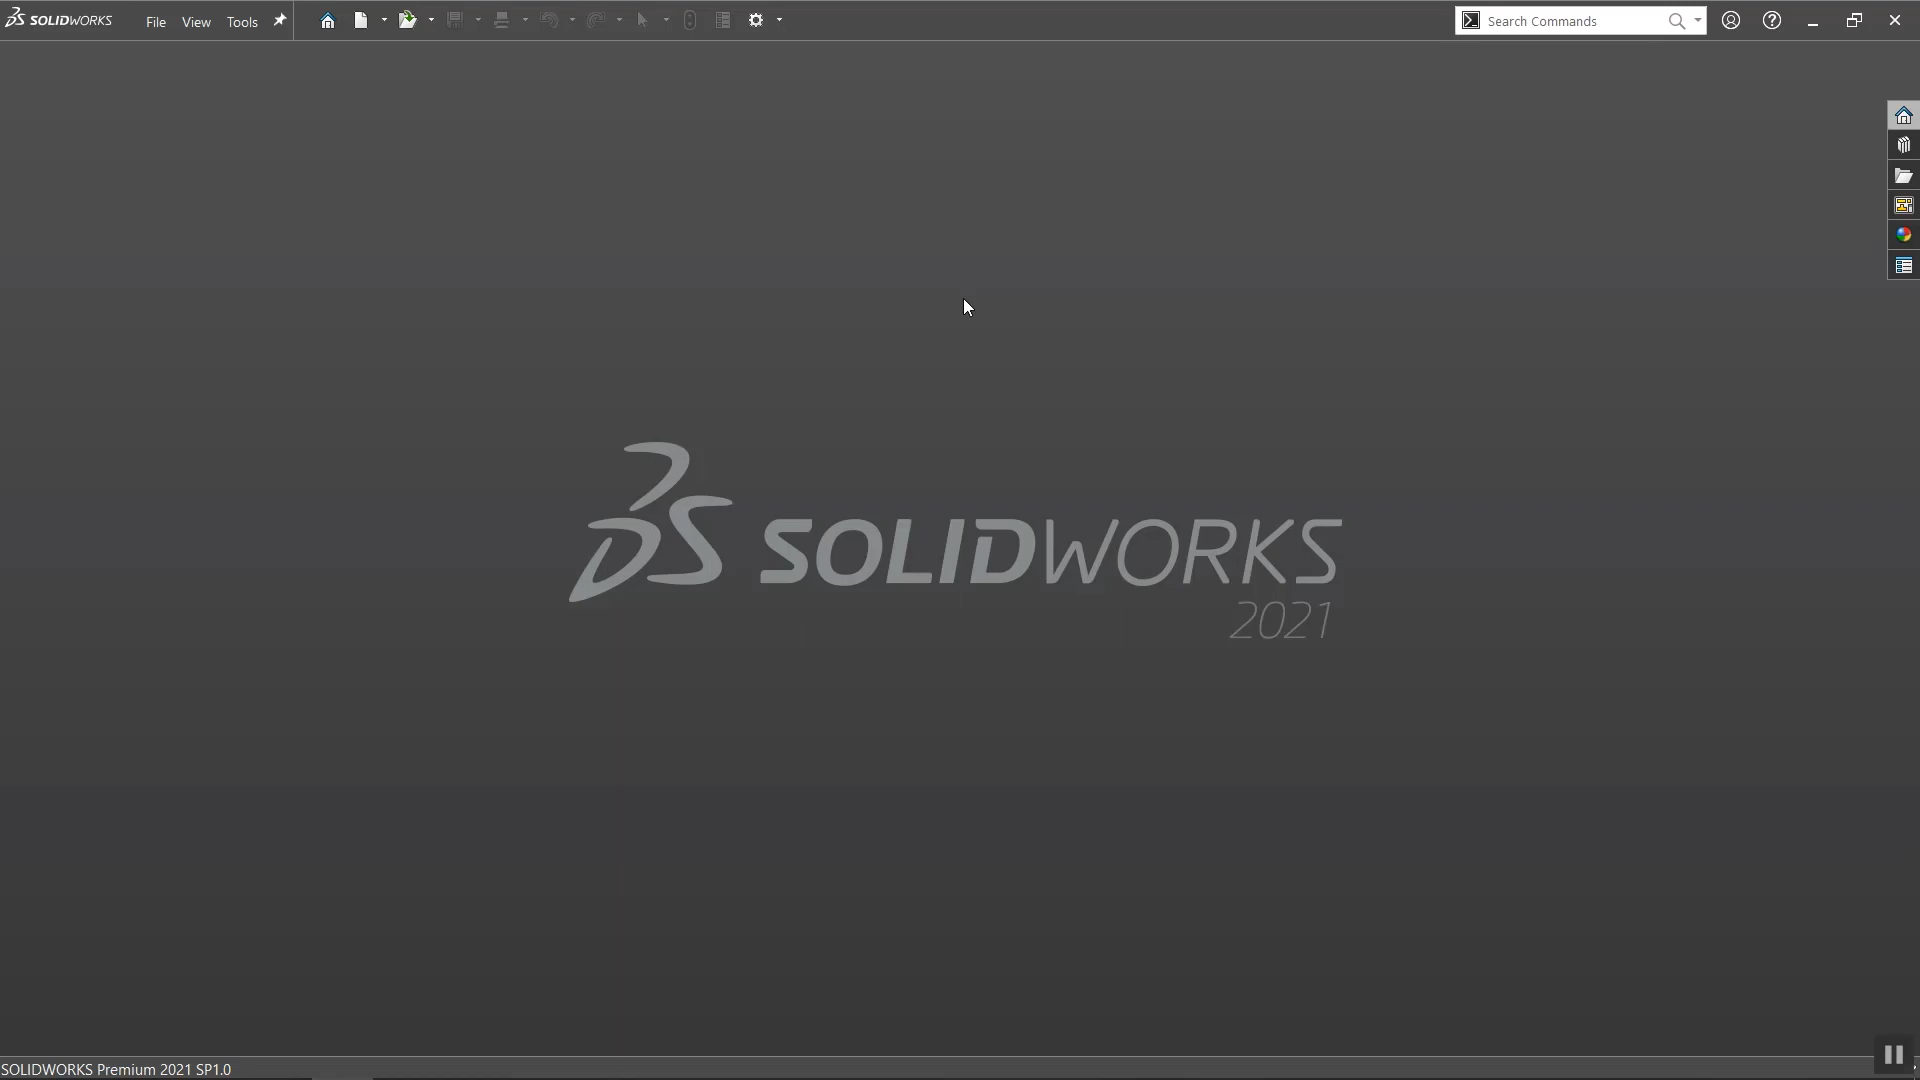 SOLIDWORKS File View Tools Search Commands
SOLIDWORKS
2021
SOLIDWORKS Premium 2021 SP1.0